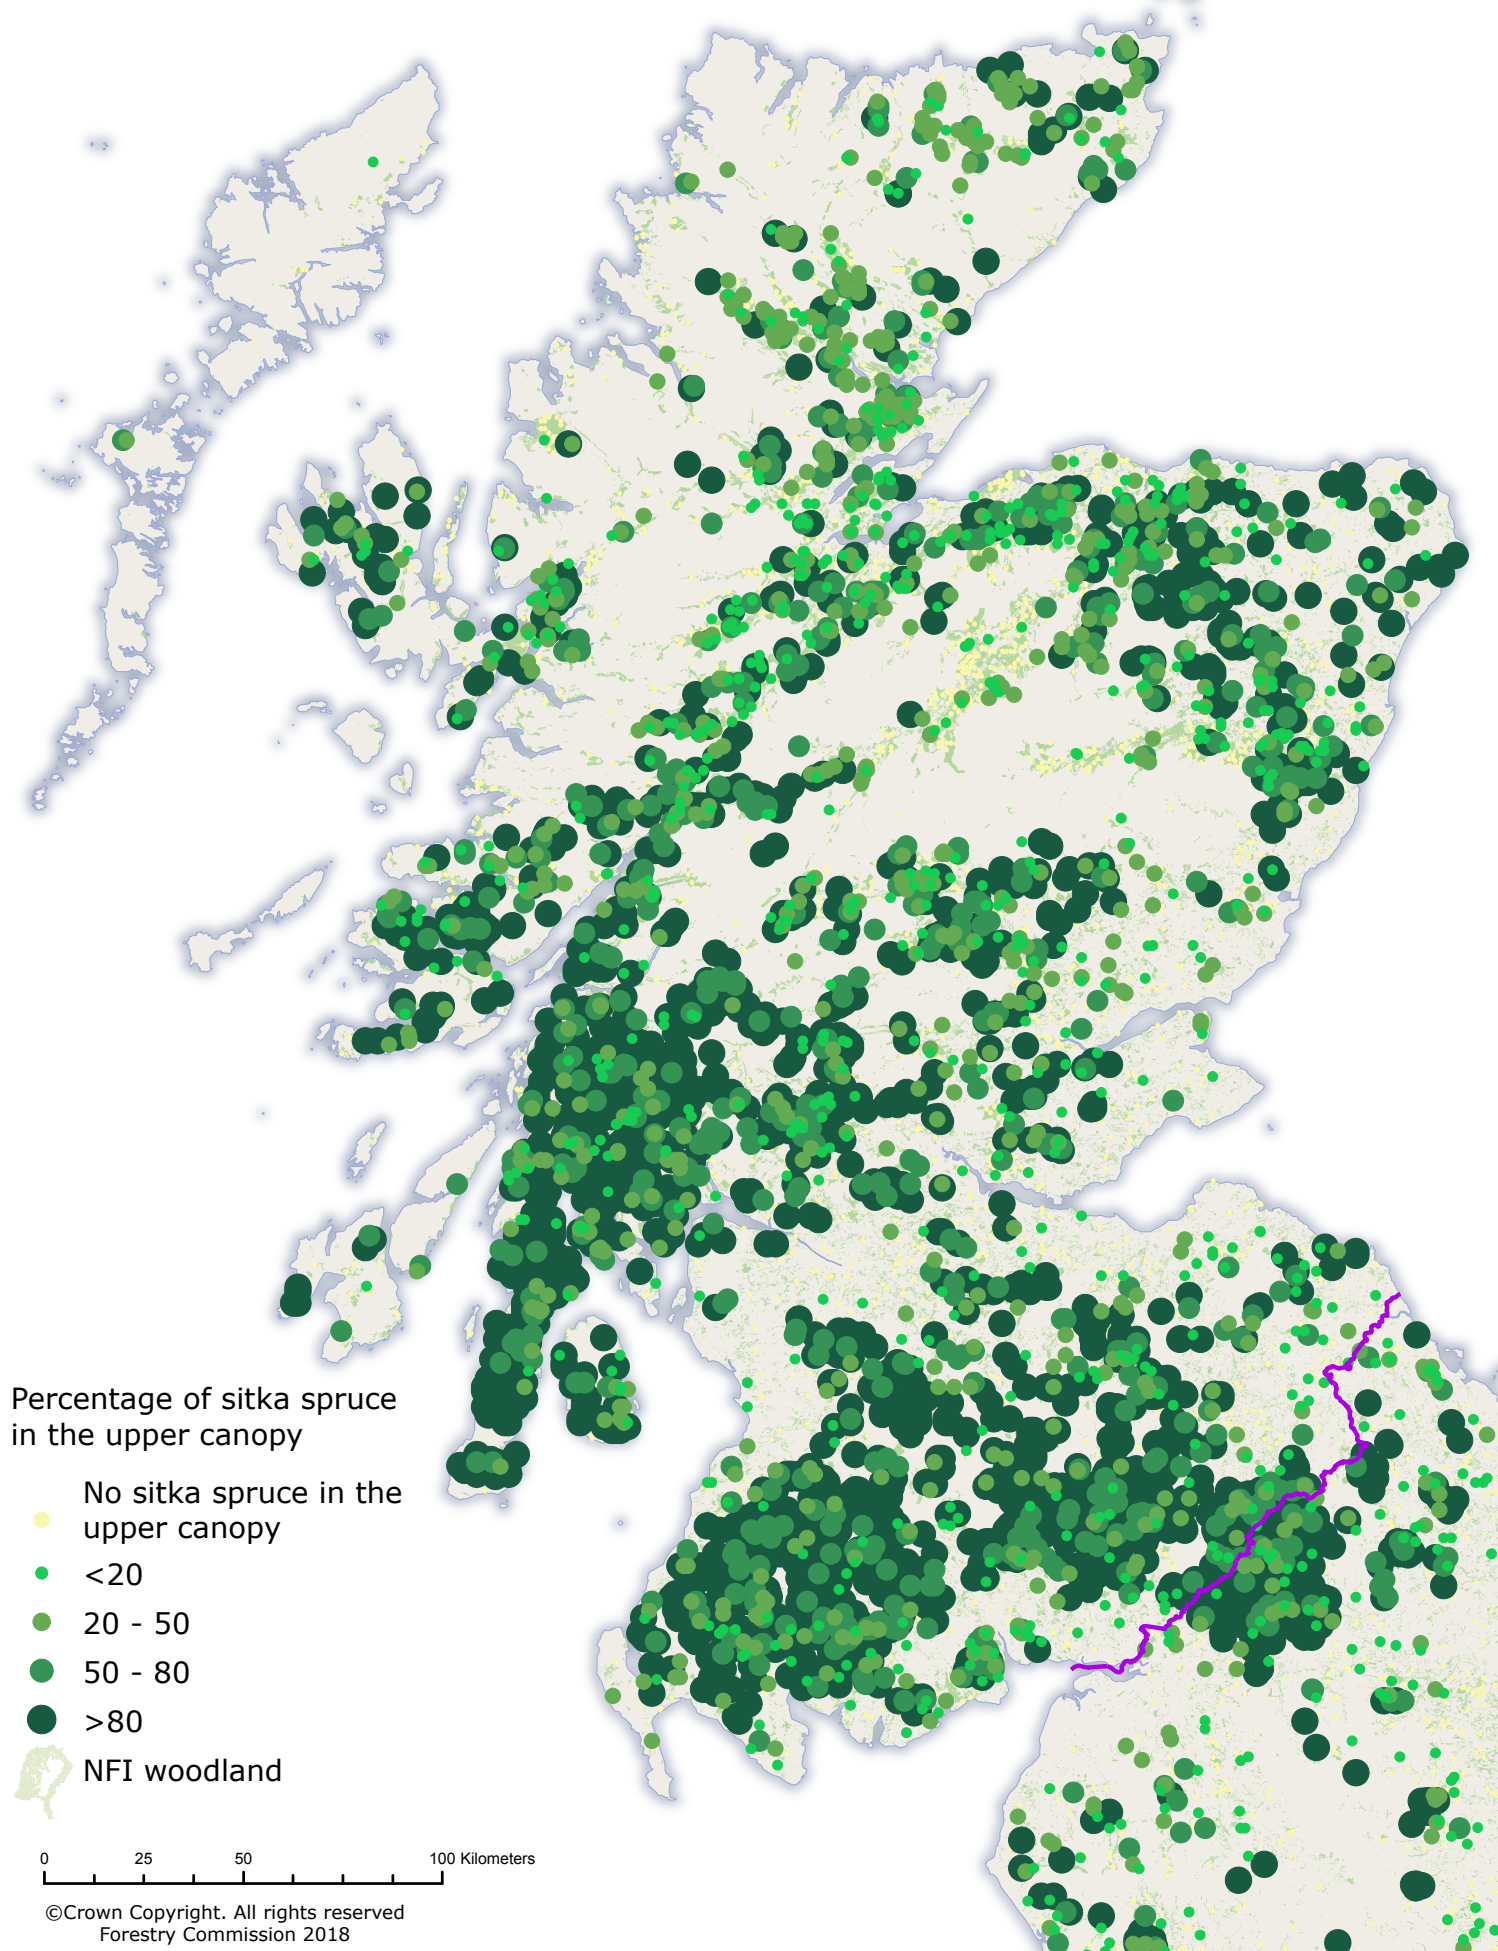 Percentage of sitka spruce
in the upper canopy
No sitka spruce in the
upper canopy
<20
20 - 50
50 - 80
>80
NFI woodland
0 25 50 100 Kilometers
©Crown Copyright. All rights reserved
Forestry Commission 2018